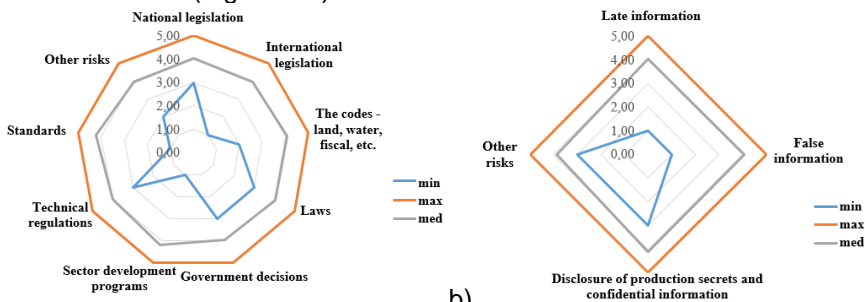 National legislation
5,00
4,00
3,00
2,00
1,00
0,00
International
legislation
The codes -
land, water,
fiscal, etc.
Laws
Government decisions
Sector development
programs
Technical
regulations
Standards
Other risks
min
max
med
Late information
5,00
4,00
3,00
2,00
1,00
0,00
False
information
Disclosure of production secrets and
confidential information
Other
risks
min
max
med
b)